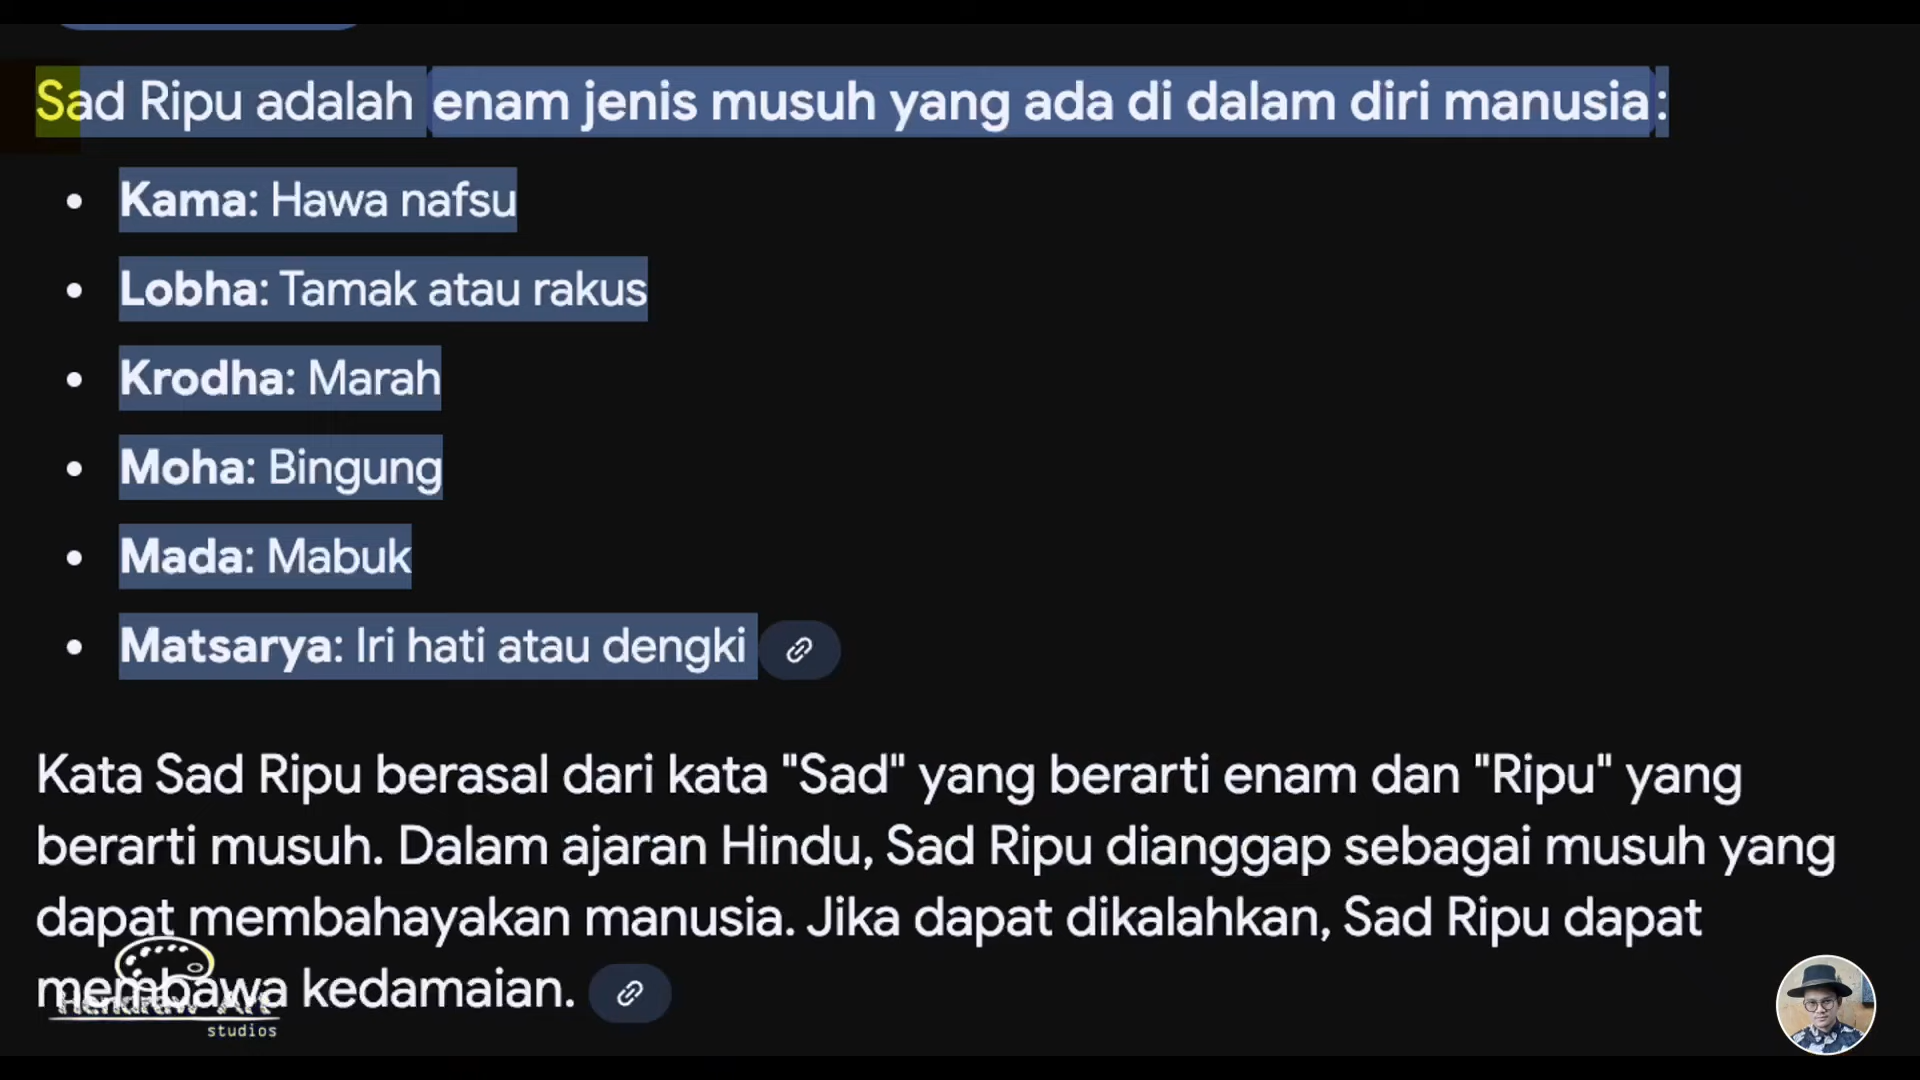 Sad Ripu adalah enam jenis musuh yang ada di dalam diri manusia:
• Kama: Hawa nafsu
• Lobha: Tamak atau rakus
• Krodha: Marah
• Moha: Bingung
• Mada: Mabuk
• Matsarya: Iri hati atau dengki
Kata Sad Ripu berasal dari kata "Sad" yang berarti enam dan "Ripu" yang
berarti musuh. Dalam ajaran Hindu, Sad Ripu dianggap sebagai musuh yang
dapat membahayakan manusia. Jika dapat dikalahkan, Sad Ripu dapat
membawa kedamaian.
studios